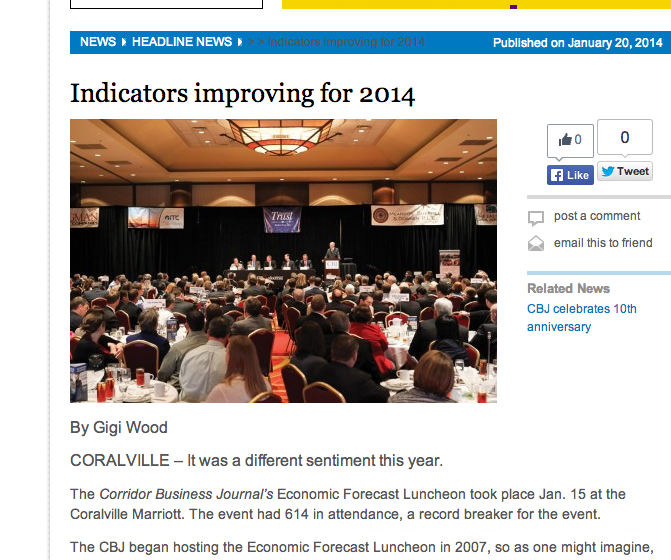 NEWS HEADLINE NEWS > > Indicators improving for 2014 Published on January 20, 2014
Indicators improving for 2014
0 0
Like Tweet
post a comment
email this to friend
Related News
CBJ celebrates 10th
anniversary
AITC
Trust
By Gigi Wood
CORALVILLE – It was a different sentiment this year.
The Corridor Business Journal's Economic Forecast Luncheon took place Jan. 15 at the
Coralville Marriott. The event had 614 in attendance, a record breaker for the event.
The CBJ began hosting the Economic Forecast Luncheon in 2007, so as one might imagine,